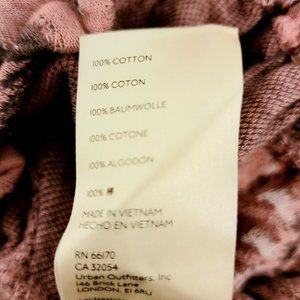 100% COTTON
100% COTON
100% BAUMWOLLE
100% COTONE
100% ALGODÓN
100%
MADE IN VIETNAM
HECHO EN VIETNAM
RN 66170
CA 32054
Urban Outfitters, Inc
146 Brick Lane
LONDON, E1 6RU